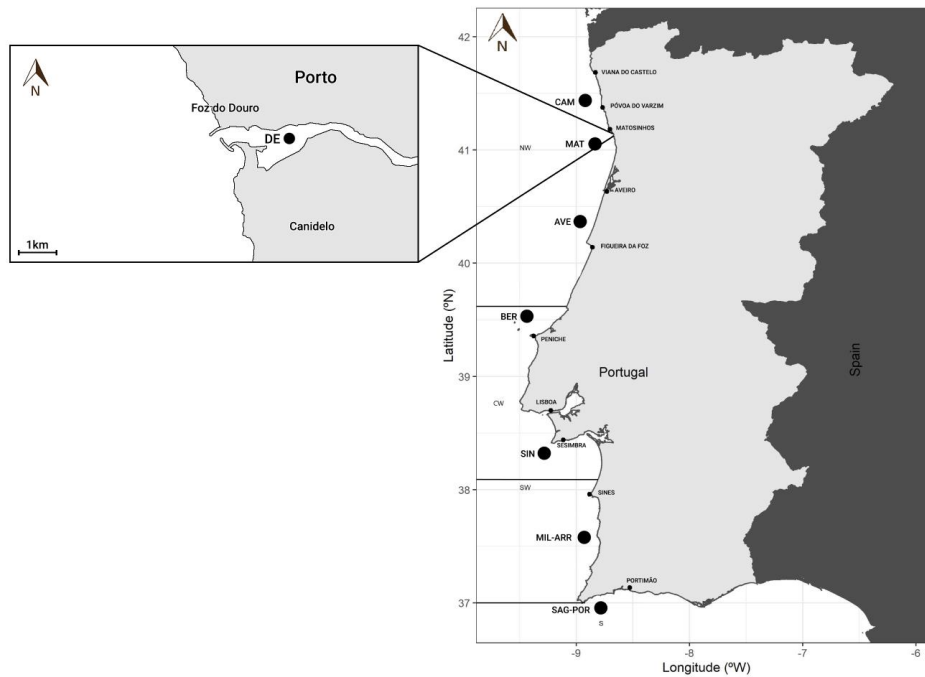 N
Porto
Foz do Douro
DE
Canidelo
1km
N
42
VIANA DO CASTELO
CAM
PÓVOA DO VARZIM
MATOSINHOS
MAT
NW
41
AVEIRO
AVE
FIGUEIRA DA FOZ
40
BER
PENICHE
Latitude (ºN)
Portugal
Spain
39
CW
LISBOA
SESIMBRA
SIN
38
SW
SINES
MIL-ARR
PORTIMÃO
37
SAG-POR
S
-9
-8
-7
-6
Longitude (ºW)